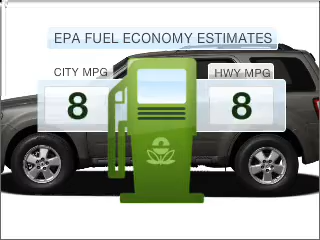 EPA FUEL ECONOMY ESTIMATES
CITY MPG
HWY MPG
8
8